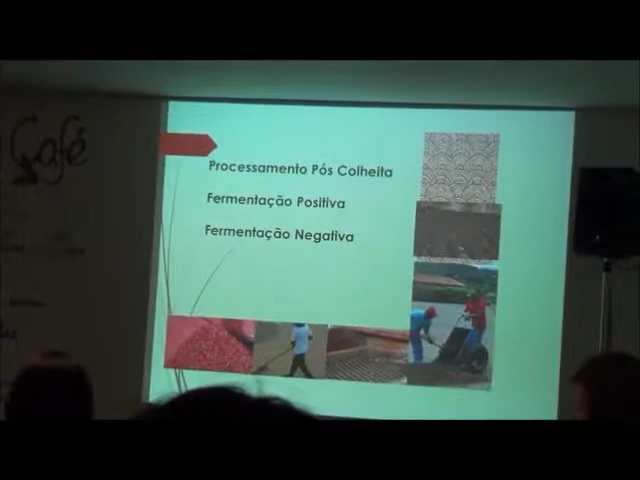 Café
Processamento Pós Colheita
Fermentação Positiva
Fermentação Negativa